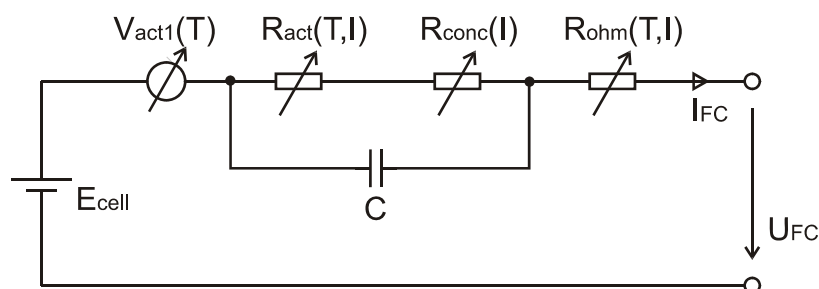 Vact1(T) Ract(T,I) Rconc(I) Rohm(T,I)
IFC
Ecell
C
UFC